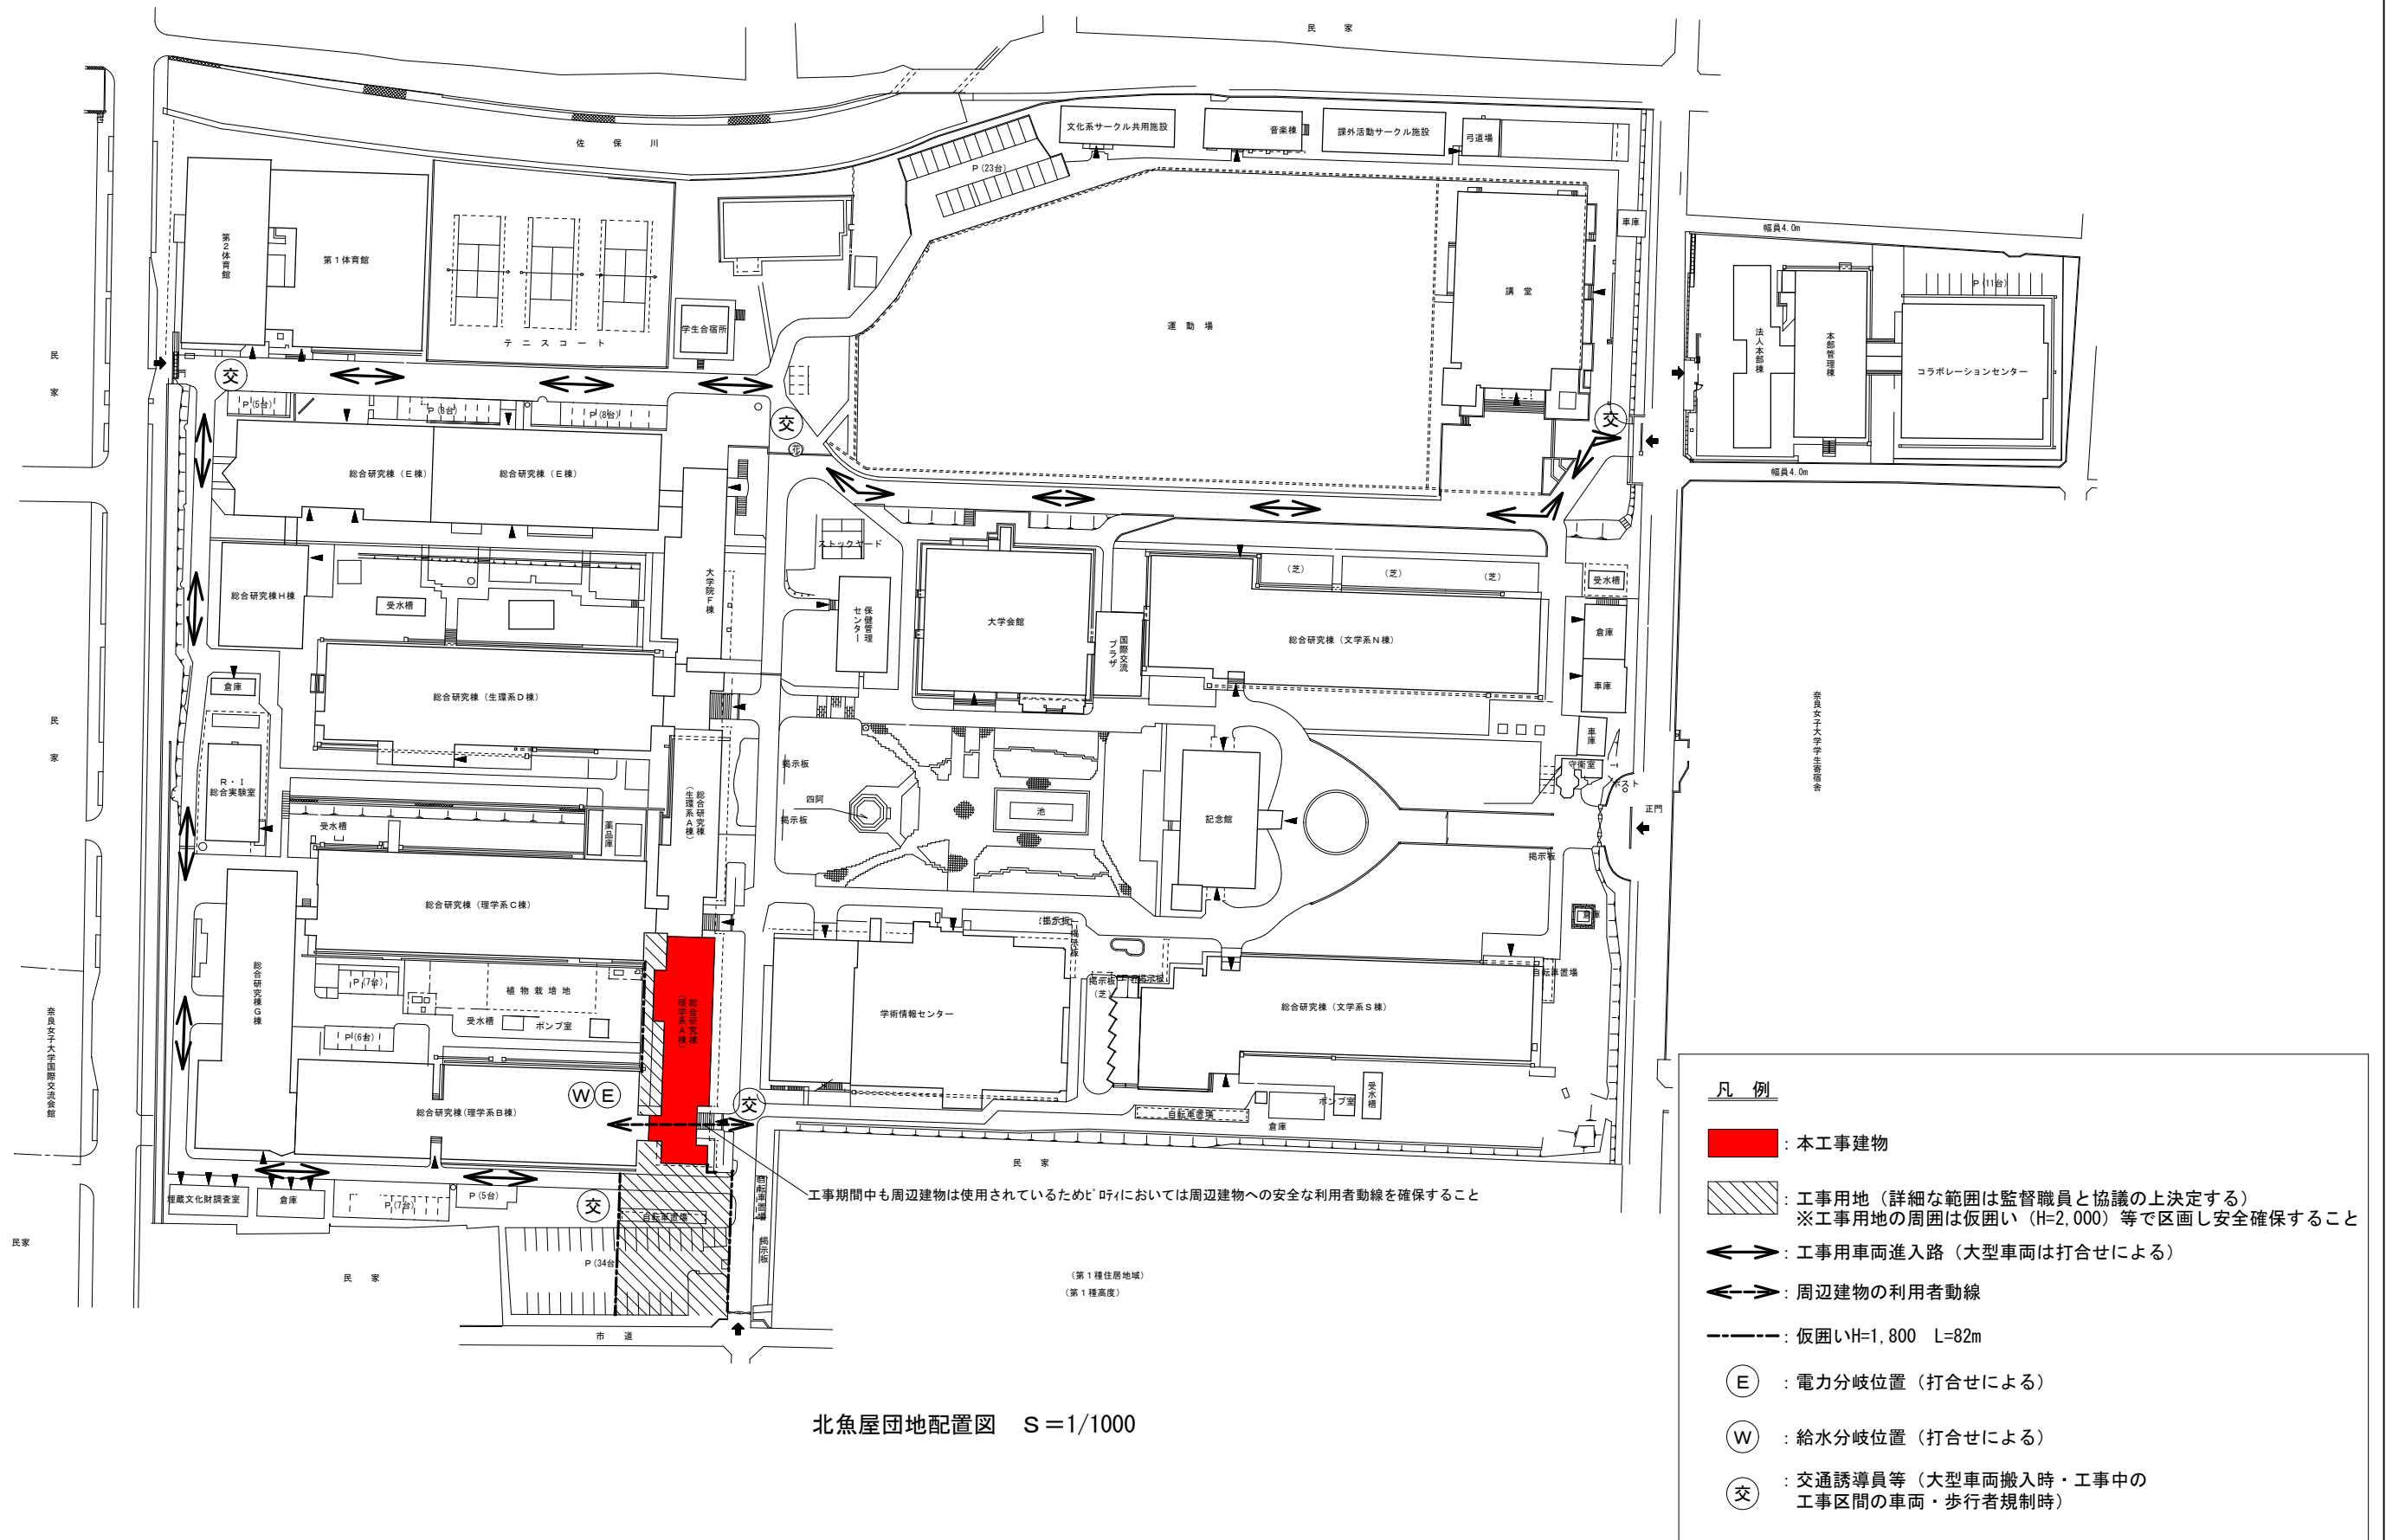 民　家
佐　保　川
文化系サークル共用施設
音楽棟
課外活動サークル施設
弓道場
P(23台)
車庫
幅員4.0m
第2体育館
第1体育館
テニスコート
学生合宿所
運動場
講堂
P(11台)
法人本部棟
本部管理棟
コラボレーションセンター
幅員4.0m
民
家
交
交
交
花
P(5台)
P(8台)
P(8台)
総合研究棟(E棟)
総合研究棟(E棟)
ストックヤード
大学院F棟
総合研究棟H棟
受水槽
保健管理
センター
大学会館
国際交流
プラザ
(芝)
(芝)
(芝)
総合研究棟(文学系N棟)
受水槽
倉庫
車庫
車庫
守衛室
ポスト
正門
奈良女子大学学生寄宿舎
倉庫
総合研究棟(生環系D棟)
民
家
R・I
総合実験室
受水槽
薬品庫
総合研究棟
(生環系A棟)
掲示板
四阿
掲示板
池
記念館
掲示板
倉庫
総合研究棟(理学系C棟)
総合研究棟G棟
P(7台)
植物栽培地
受水槽
ポンプ室
P(6台)
総合研究棟
(理学系A棟)
学術情報センター
掲示板
掲示板
掲示板
掲示板
(芝)
総合研究棟(文学系S棟)
自転車置場
奈良女子大学国際交流会館
総合研究棟(理学系B棟)
W
E
交
自転車置場
倉庫
ポンプ室
受水槽
埋蔵文化財調査室
倉庫
P(7台)
P(5台)
交
自転車置場
自転車置場
掲示板
P(34台
民　家
民家
民　家
工事期間中も周辺建物は使用されているためピロティにおいては周辺建物への安全な利用者動線を確保すること
(第1種住居地域)
(第1種高度)
市　道
北魚屋団地配置図　S=1/1000
凡　例
：本工事建物
：工事用地（詳細な範囲は監督職員と協議の上決定する）
※工事用地の周囲は仮囲い（H=2,000）等で区画し安全確保すること
：工事用車両進入路（大型車両は打合せによる）
：周辺建物の利用者動線
：仮囲いH=1,800　L=82m
E：電力分岐位置（打合せによる）
W：給水分岐位置（打合せによる）
交：交通誘導員等（大型車両搬入時・工事中の
工事区間の車両・歩行者規制時）